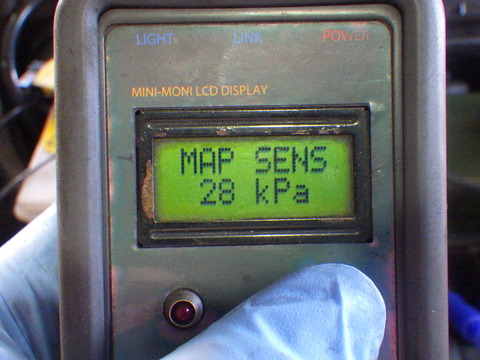 LIGHT LINK POWER
MINI-MONI LCD DISPLAY
MAP SENS
28 kPa